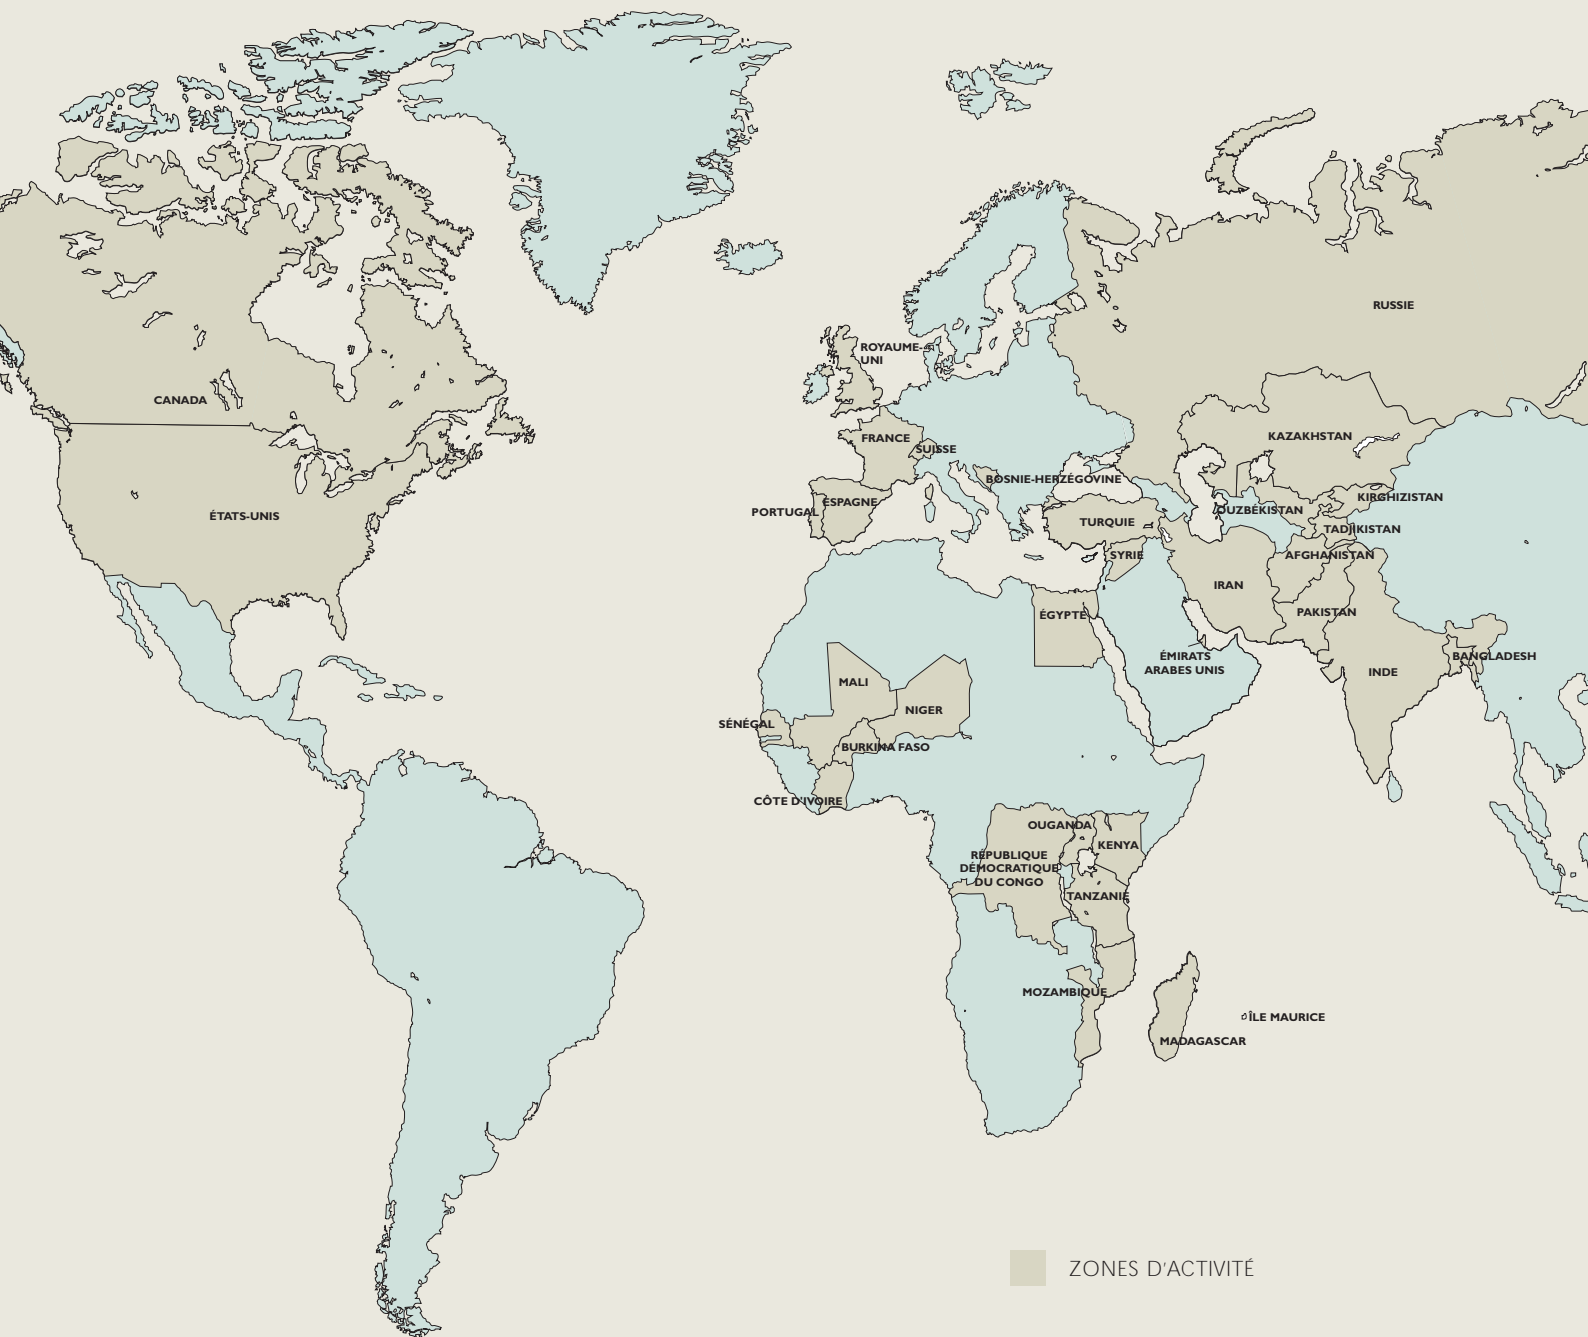 RUSSIE
ROYAUME-
UNI
CANADA
FRANCE
SUISSE
KAZAKHSTAN
BOSNIE-HERZÉGOVINE
KIRGHIZISTAN
ESPAGNE
PORTUGAL
OUZBÉKISTAN
ÉTATS-UNIS
TURQUIE
TADJIKISTAN
SYRIE
AFGHANISTAN
IRAN
ÉGYPTE
PAKISTAN
ÉMIRATS
ARABES UNIS
BANGLADESH
INDE
MALI
NIGER
SÉNÉGAL
BURKINA FASO
CÔTE D'IVOIRE
OUGANDA
KENYA
RÉPUBLIQUE
DÉMOCRATIQUE
DU CONGO
TANZANIE
MOZAMBIQUE
ÎLE MAURICE
MADAGASCAR
ZONES D'ACTIVITÉ